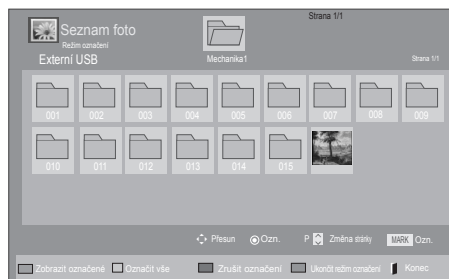 Strana 1/1
Seznam foto
Režim označení
Externí USB
Mechanika1
Strana 1/1
001 002 003 004 005 006 007 008 009
010 011 012 013 014 015
Přesun Ozn. P Změna stránky MARK Ozn.
Zobrazit označené Označit vše Zrušit označení Ukončit režim označení Konec